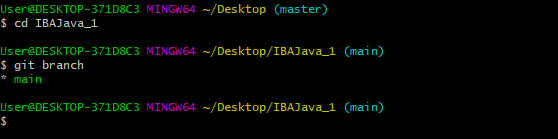 User@DESKTOP-371D8C3 MINGW64 ~/Desktop (master)
$ cd IBAJava_1
User@DESKTOP-371D8C3 MINGW64 ~/Desktop/IBAJava_1 (main)
$ git branch
* main
User@DESKTOP-371D8C3 MINGW64 ~/Desktop/IBAJava_1 (main)
$